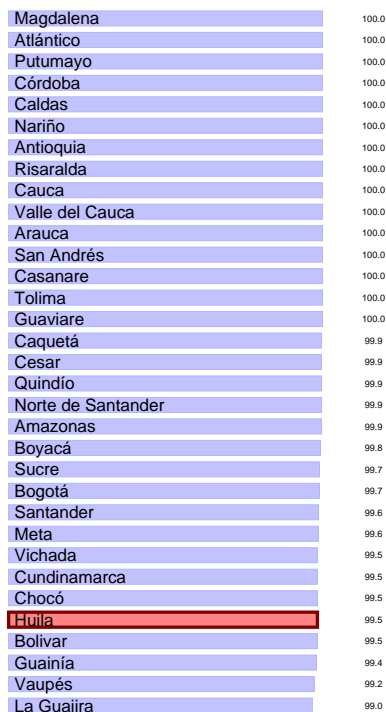 Magdalena 100.0
Atlántico 100.0
Putumayo 100.0
Córdoba 100.0
Caldas 100.0
Nariño 100.0
Antioquia 100.0
Risaralda 100.0
Cauca 100.0
Valle del Cauca 100.0
Arauca 100.0
San Andrés 100.0
Casanare 100.0
Tolima 100.0
Guaviare 100.0
Caquetá 99.9
Cesar 99.9
Quindío 99.9
Norte de Santander 99.9
Amazonas 99.9
Boyacá 99.8
Sucre 99.7
Bogotá 99.7
Santander 99.6
Meta 99.6
Vichada 99.5
Cundinamarca 99.5
Chocó 99.5
Huila 99.5
Bolivar 99.5
Guainía 99.4
Vaupés 99.2
La Guajira 99.0